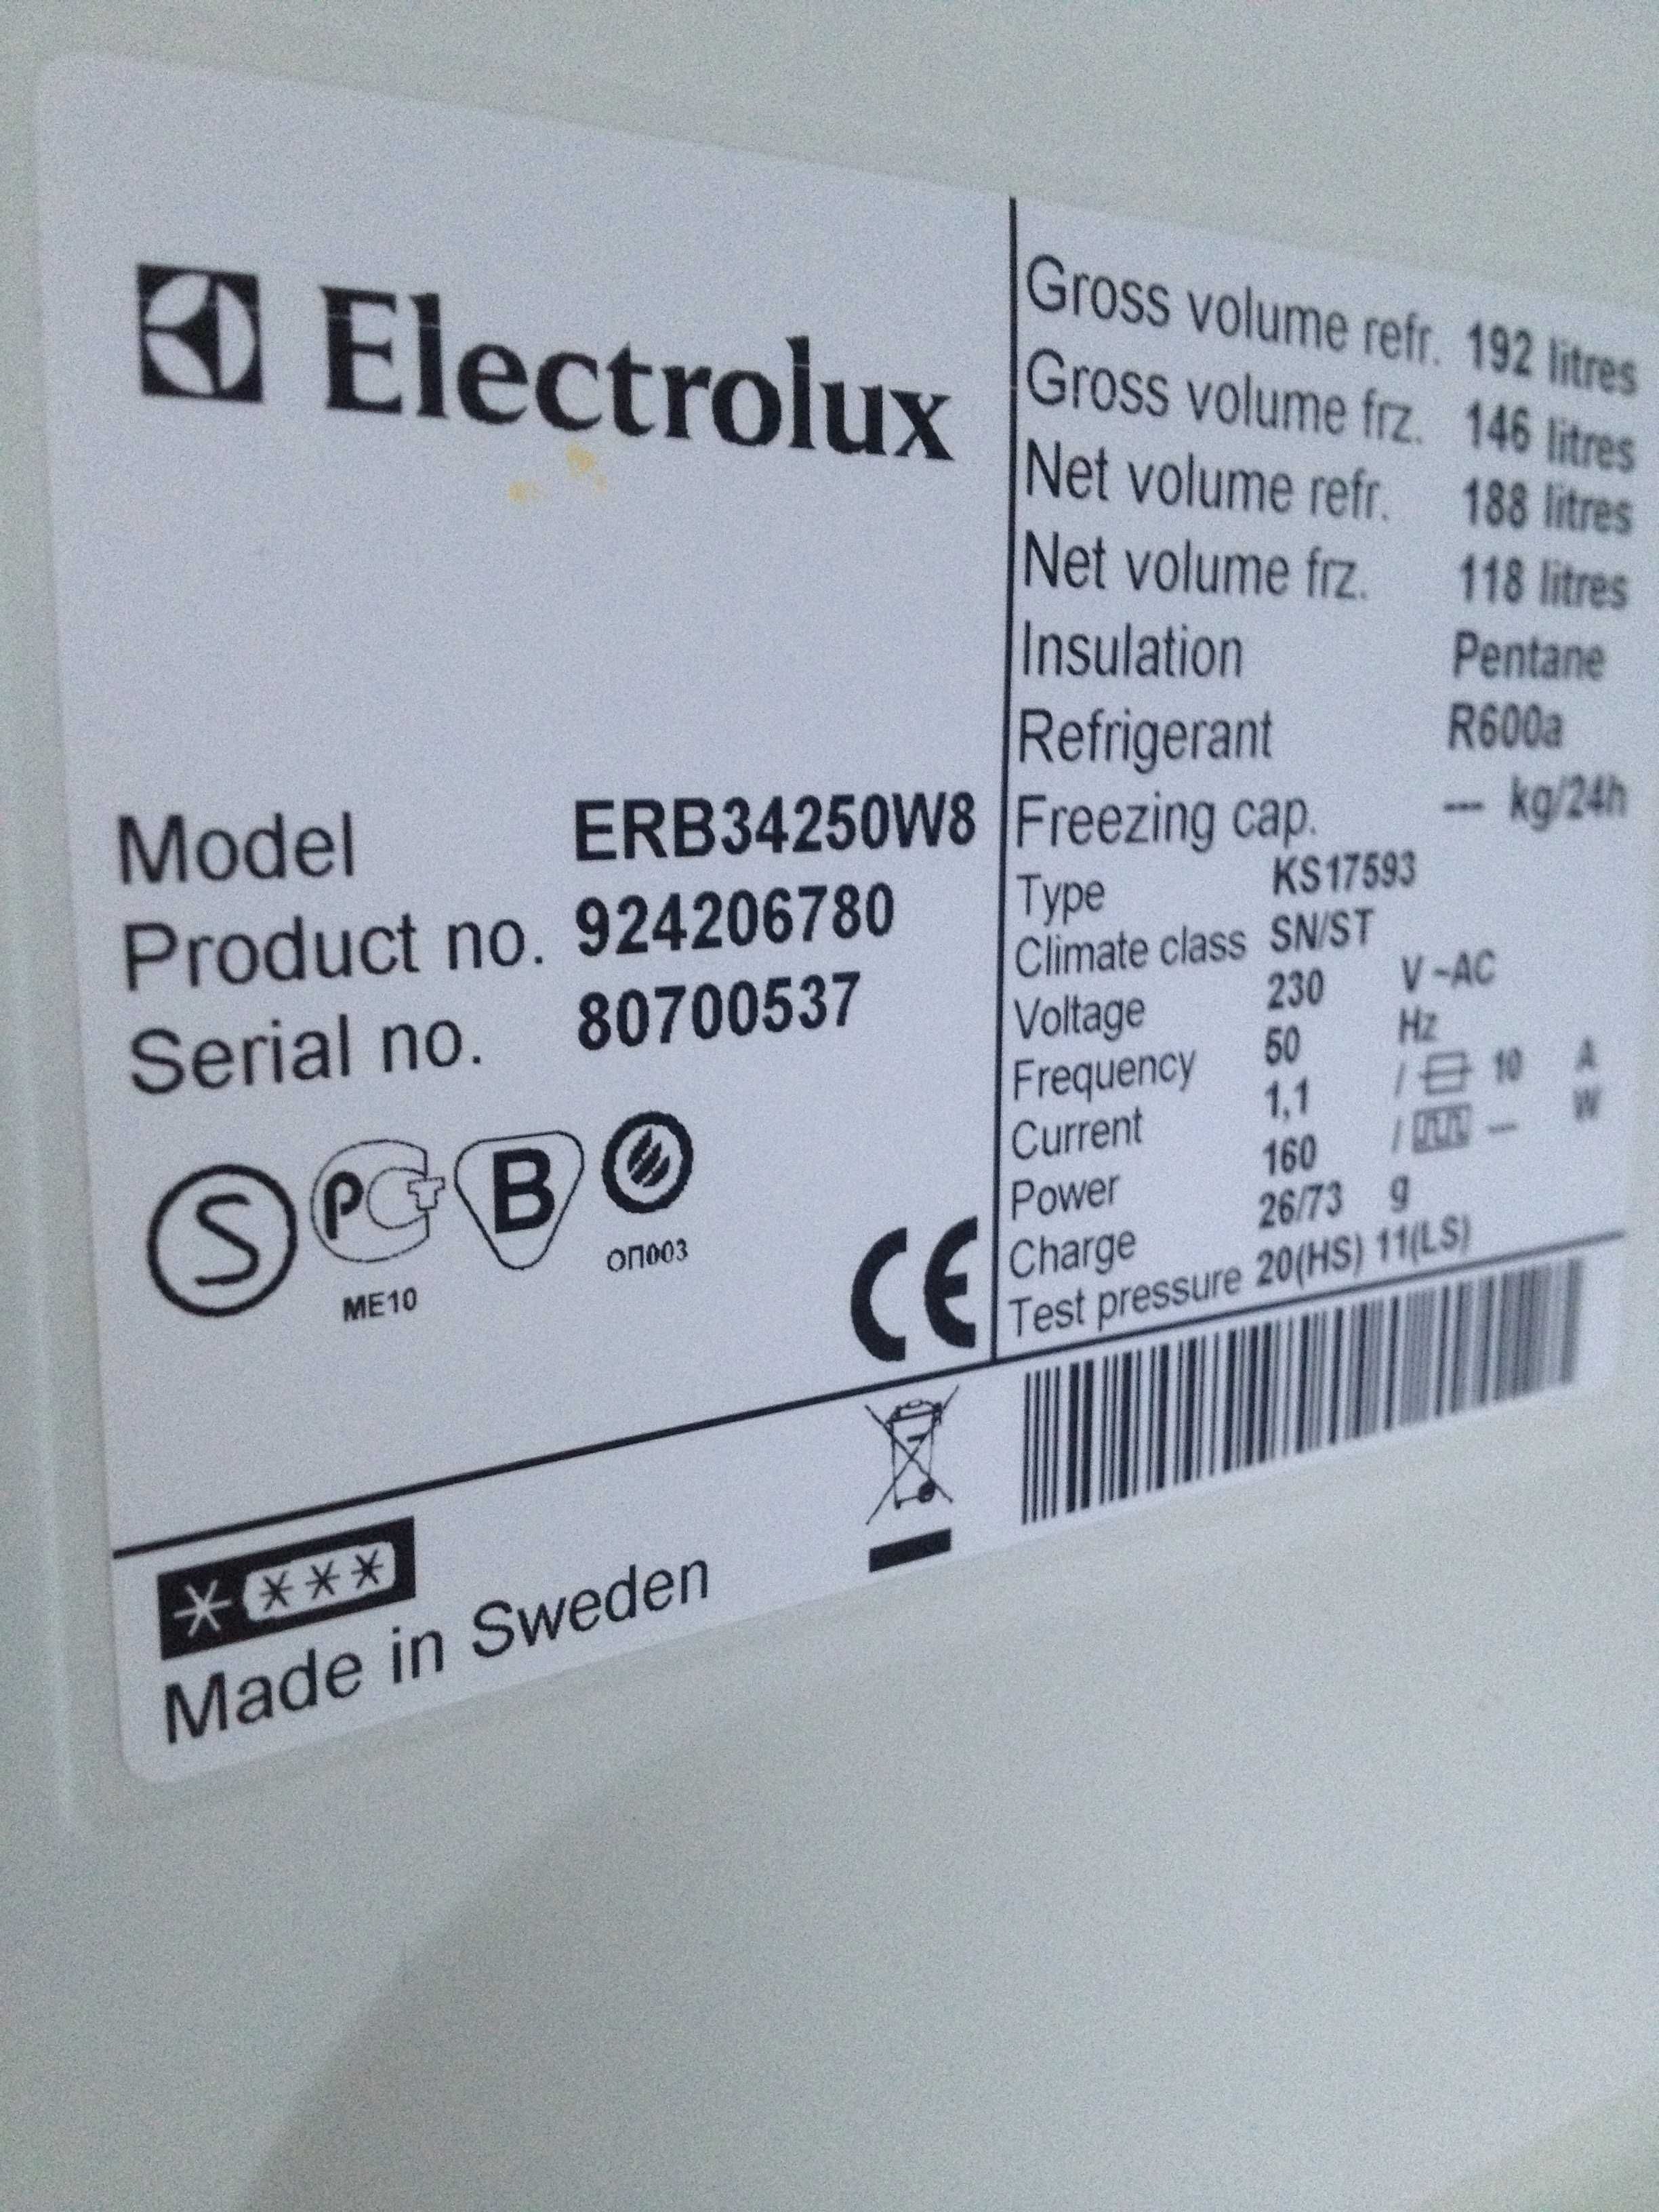 Electrolux
Model ERB34250W8
Product no. 924206780
Serial no. 80700537
S PCT B
ME10 ОП003
CE
Made in Sweden
Gross volume refr. 192 litres
Gross volume frz. 146 litres
Net volume refr. 188 litres
Net volume frz. 118 litres
Insulation Pentane
Refrigerant R600a
Freezing cap. --- kg/24h
Type KS17593
Climate class SN/ST
Voltage 230 V ~AC
Frequency 50 Hz
Current 1,1 / 10 A
Power 160 / --- W
Charge 26/73 g
Test pressure 20(HS) 11(LS)